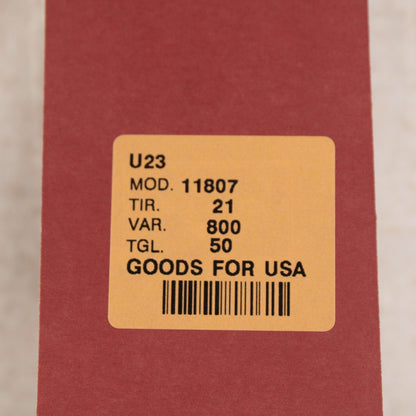 U23
MOD. 11807
TIR. 21
VAR. 800
TGL. 50
GOODS FOR USA